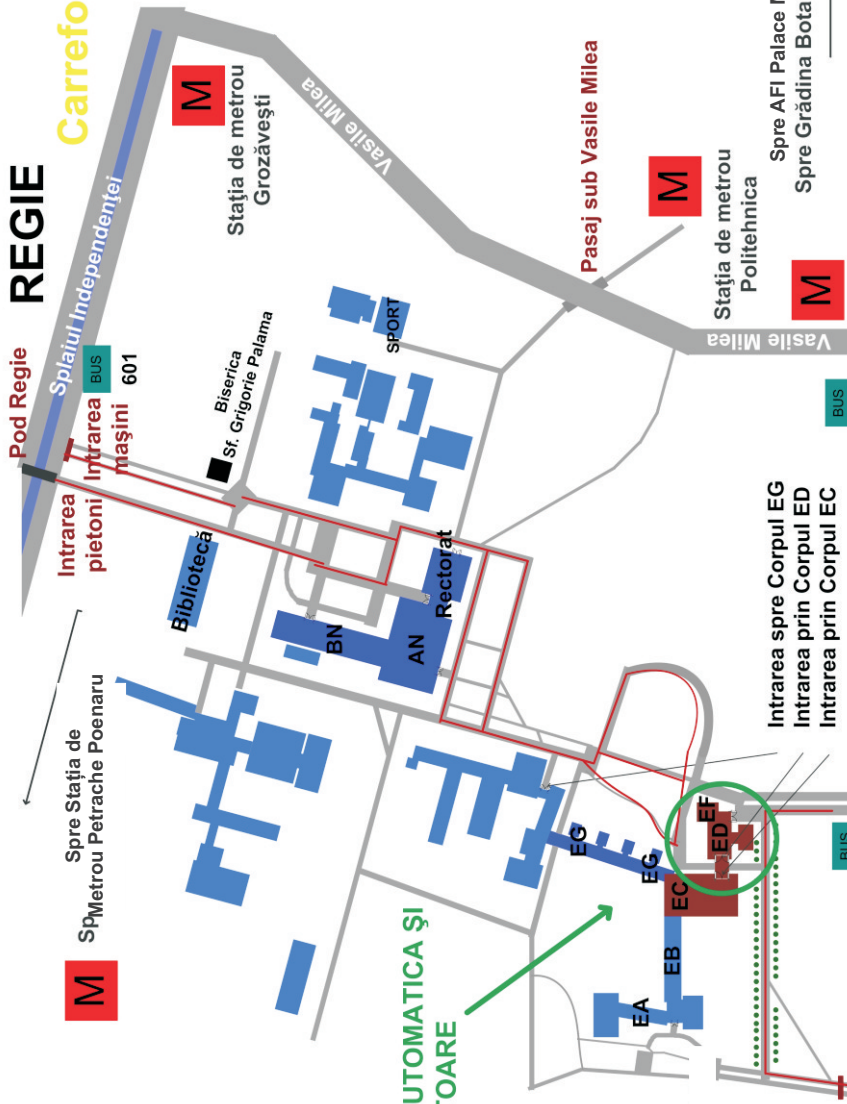 REGIE
Carrefo
Pod Regie
Splaiul Independenţei
BUS
601
Intrarea
maşini
Intrarea
pietoni
M
Staţia de metrou
Grozăveşti
Vasile Milea
Biserica
Sf. Grigorie Palama
SPORT
Pasaj sub Vasile Milea
M
Staţia de metrou
Politehnica
Spre AFI Palace
Spre Grădina Bota
M
Vasile Milea
BUS
Bibliotecă
BN
AN
Rectorat
Spre Staţia de
Metrou Petrache Poenaru
M
EG
EG
EF
ED
EC
EB
EA
UTOMATICA ŞI
TOARE
Intrarea spre Corpul EG
Intrarea prin Corpul ED
Intrarea prin Corpul EC
BUS